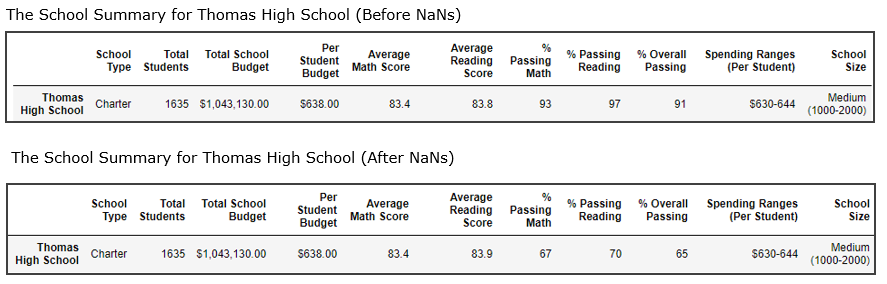 The School Summary for Thomas High School (Before NaNs)
School Type Total Students Total School Budget Per Student Budget Average Math Score Average Reading Score % Passing Math % Passing Reading % Overall Passing Spending Ranges (Per Student) School Size
Thomas High School Charter 1635 $1,043,130.00 $638.00 83.4 83.8 93 97 91 $630-644 Medium (1000-2000)
The School Summary for Thomas High School (After NaNs)
School Type Total Students Total School Budget Per Student Budget Average Math Score Average Reading Score % Passing Math % Passing Reading % Overall Passing Spending Ranges (Per Student) School Size
Thomas High School Charter 1635 $1,043,130.00 $638.00 83.4 83.9 67 70 65 $630-644 Medium (1000-2000)